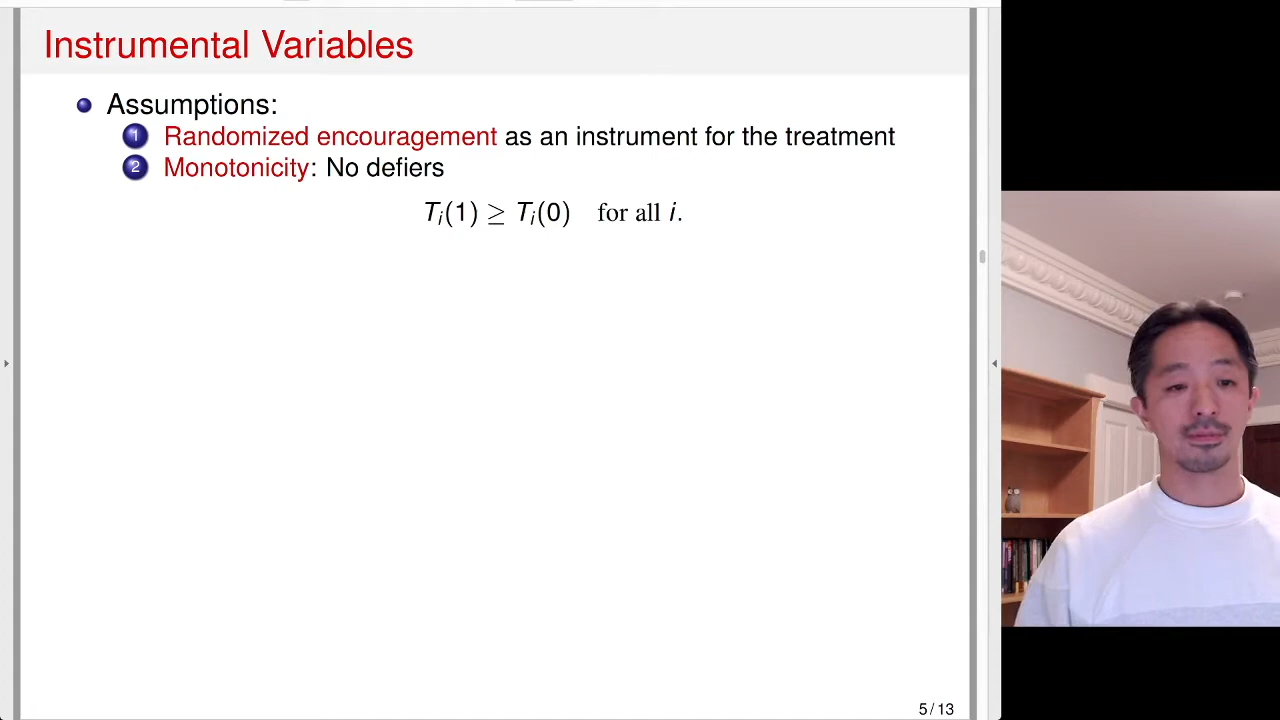 Instrumental Variables
Assumptions:
1 Randomized encouragement as an instrument for the treatment
2 Monotonicity: No defiers
Tᵢ(1) ≥ Tᵢ(0) for all i.
5 / 13